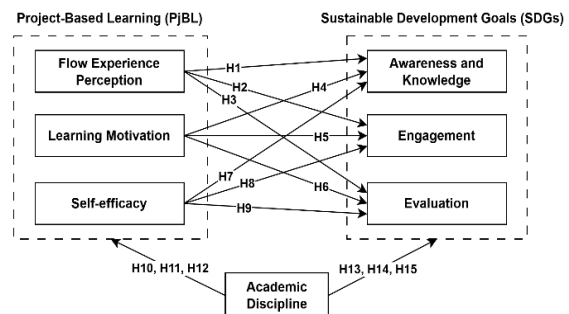 Project-Based Learning (PjBL)
Sustainable Development Goals (SDGs)
Flow Experience
Perception
Learning Motivation
Self-efficacy
H1
H2
H3
H4
H5
H6
H7
H8
H9
Awareness and
Knowledge
Engagement
Evaluation
H10, H11, H12
H13, H14, H15
Academic
Discipline